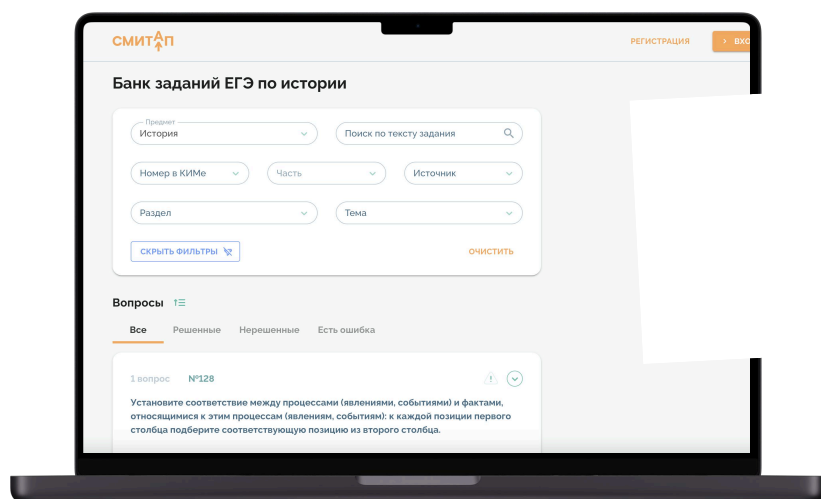 СМИТАП
РЕГИСТРАЦИЯ
ВХО
Банк заданий ЕГЭ по истории
Предмет
История
Поиск по тексту задания
Номер в КИМе
Часть
Источник
Раздел
Тема
СКРЫТЬ ФИЛЬТРЫ
ОЧИСТИТЬ
Вопросы
Все Решенные Нерешенные Есть ошибка
1 вопрос №128
Установите соответствие между процессами (явлениями, событиями) и фактами,
относящимися к этим процессам (явлениям, событиям): к каждой позиции первого
столбца подберите соответствующую позицию из второго столбца.